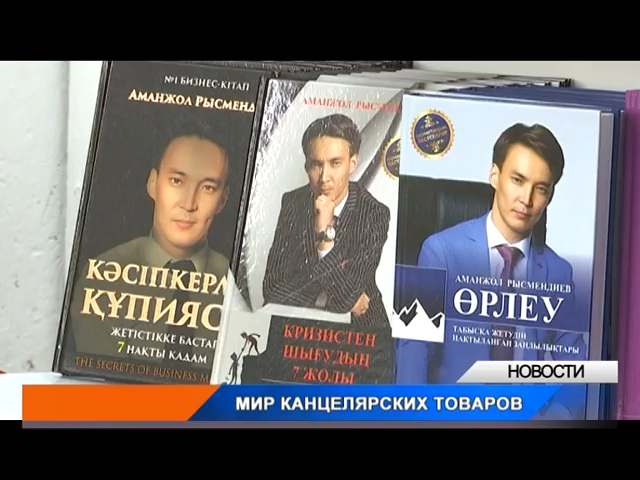 №1 БИЗНЕС-КІТАП
АМАНЖОЛ РЫСМЕНД
КӘСІПКЕРЛ
ҚҰПИЯС
ЖЕТІСТІККЕ БАСТАР
7 НАҚТЫ ҚАДАМ
THE SECRETS OF BUSINESS M
АМАНЖОЛ РЫСМЕН
КРИЗИСТЕН
ШЫҒУДЫҢ
7 ЖОЛЫ
АМАНЖОЛ РЫСМЕНДИЕВ
ӨРЛЕУ
ТАБЫСҚА ЖЕТУДІҢ
НАҚТЫЛАНҒАН ЗАҢДЫЛЫҚТАРЫ
НОВОСТИ
МИР КАНЦЕЛЯРСКИХ ТОВАРОВ